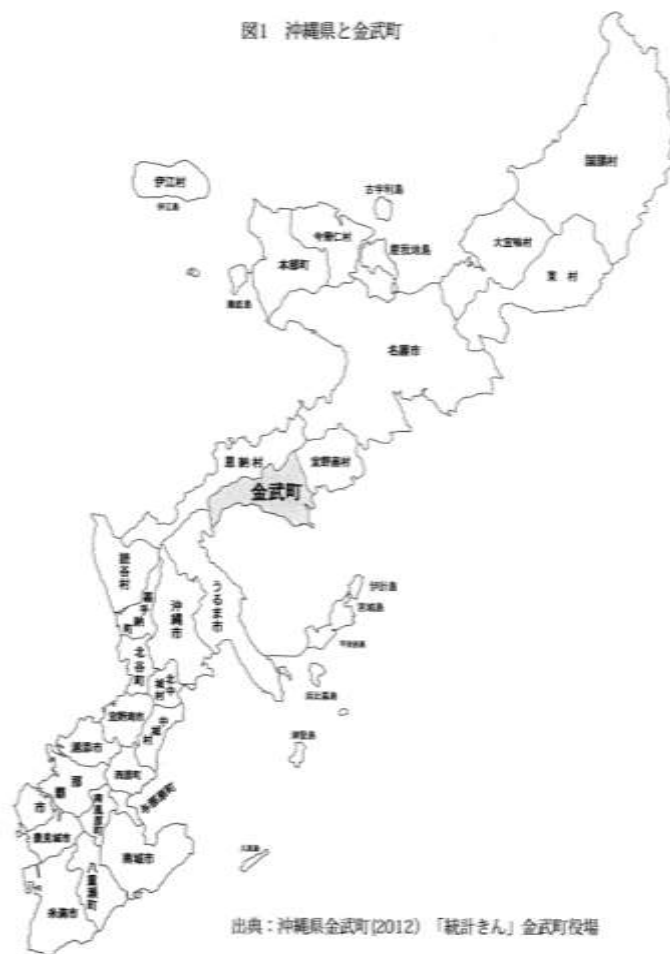 図1 沖縄県と金武町
国頭村
伊江村
伊江島
古宇利島
今帰仁村
屋我地島
大宜味村
本部町
東村
瀬底島
名護市
恩納村
宜野座村
金武町
読谷村
うるま市
伊計島
宮城島
嘉手納町
沖縄市
平安座島
北谷町
北中城村
浜比嘉島
宜野湾市
中城村
津堅島
浦添市
西原町
那覇市
南風原町
与那原町
豊見城市
南城市
久高島
八重瀬町
糸満市
出典：沖縄県金武町(2012) 「統計きん」金武町役場